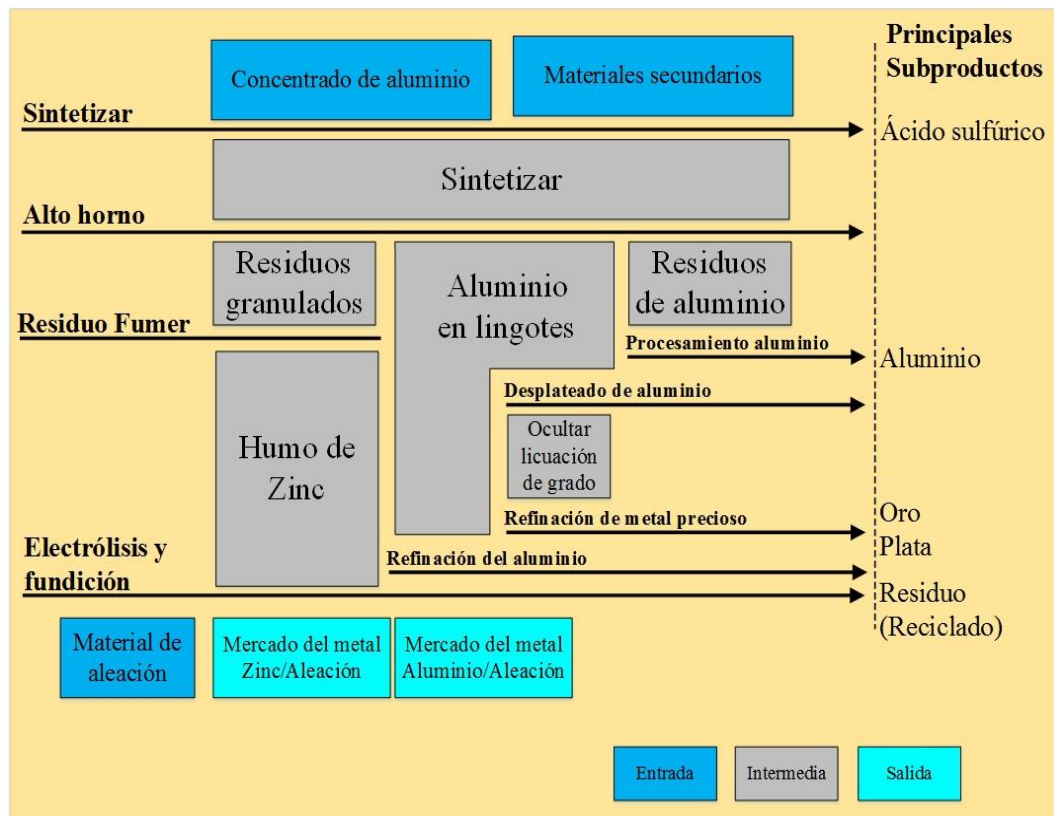 Principales
Subproductos
Concentrado de aluminio
Materiales secundarios
Sintetizar
Ácido sulfúrico
Sintetizar
Alto horno
Residuos
granulados
Aluminio
en lingotes
Residuos
de aluminio
Residuo Fumer
Procesamiento aluminio
Aluminio
Desplateado de aluminio
Humo de
Zinc
Ocultar
licuación
de grado
Refinación de metal precioso
Oro
Plata
Electrólisis y
fundición
Refinación del aluminio
Residuo
(Reciclado)
Material de
aleación
Mercado del metal
Zinc/Aleación
Mercado del metal
Aluminio/Aleación
Entrada
Intermedia
Salida